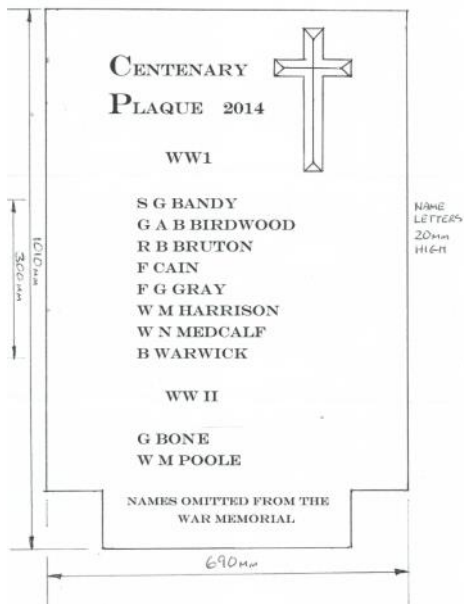 CENTENARY
PLAQUE 2014
WW1
S G BANDY
G A B BIRDWOOD
R B BRUTON
F CAIN
F G GRAY
W M HARRISON
W N MEDCALF
B WARWICK
WW II
G BONE
W M POOLE
NAMES OMITTED FROM THE
WAR MEMORIAL
NAME
LETTERS
20mm
HIGH
1010mm
300mm
690mm